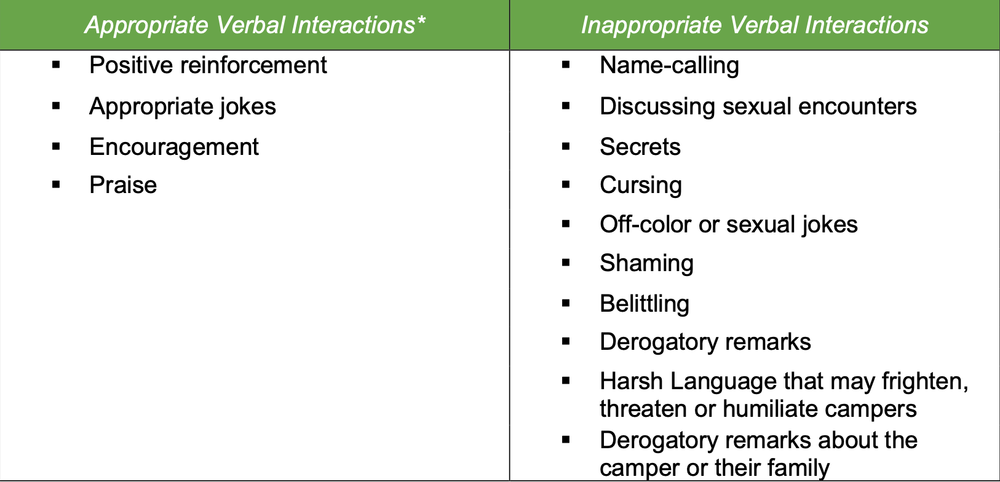 Appropriate Verbal Interactions*
▪ Positive reinforcement
▪ Appropriate jokes
▪ Encouragement
▪ Praise
Inappropriate Verbal Interactions
▪ Name-calling
▪ Discussing sexual encounters
▪ Secrets
▪ Cursing
▪ Off-color or sexual jokes
▪ Shaming
▪ Belittling
▪ Derogatory remarks
▪ Harsh Language that may frighten,
threaten or humiliate campers
▪ Derogatory remarks about the
camper or their family